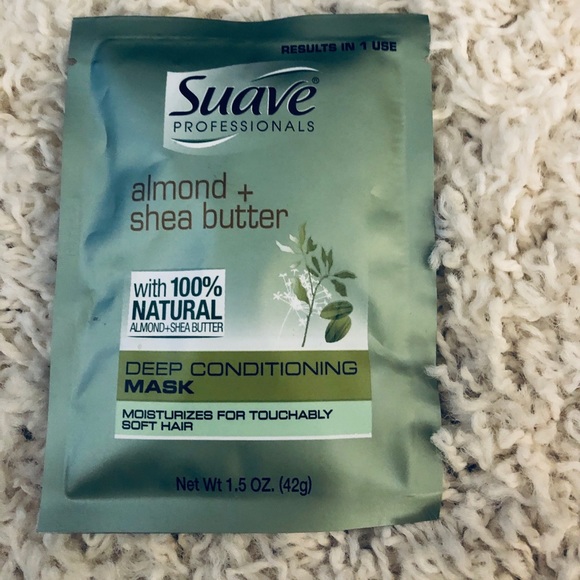 RESULTS IN 1 USE
Suave®
PROFESSIONALS
almond +
shea butter
with 100%
NATURAL
ALMOND+SHEA BUTTER
DEEP CONDITIONING
MASK
MOISTURIZES FOR TOUCHABLY
SOFT HAIR
Net Wt 1.5 OZ. (42g)